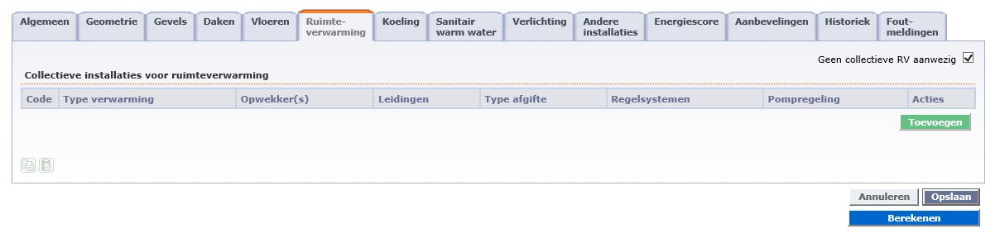 Algemeen Geometrie Gevels Daken Vloeren Ruimte-verwarming Koeling Sanitair warm water Verlichting Andere installaties Energiescore Aanbevelingen Historiek Fout-meldingen
Geen collectieve RV aanwezig
Collectieve installaties voor ruimteverwarming
Code Type verwarming Opwekker(s) Leidingen Type afgifte Regelsystemen Pompregeling Acties
Toevoegen
Annuleren Opslaan
Berekenen